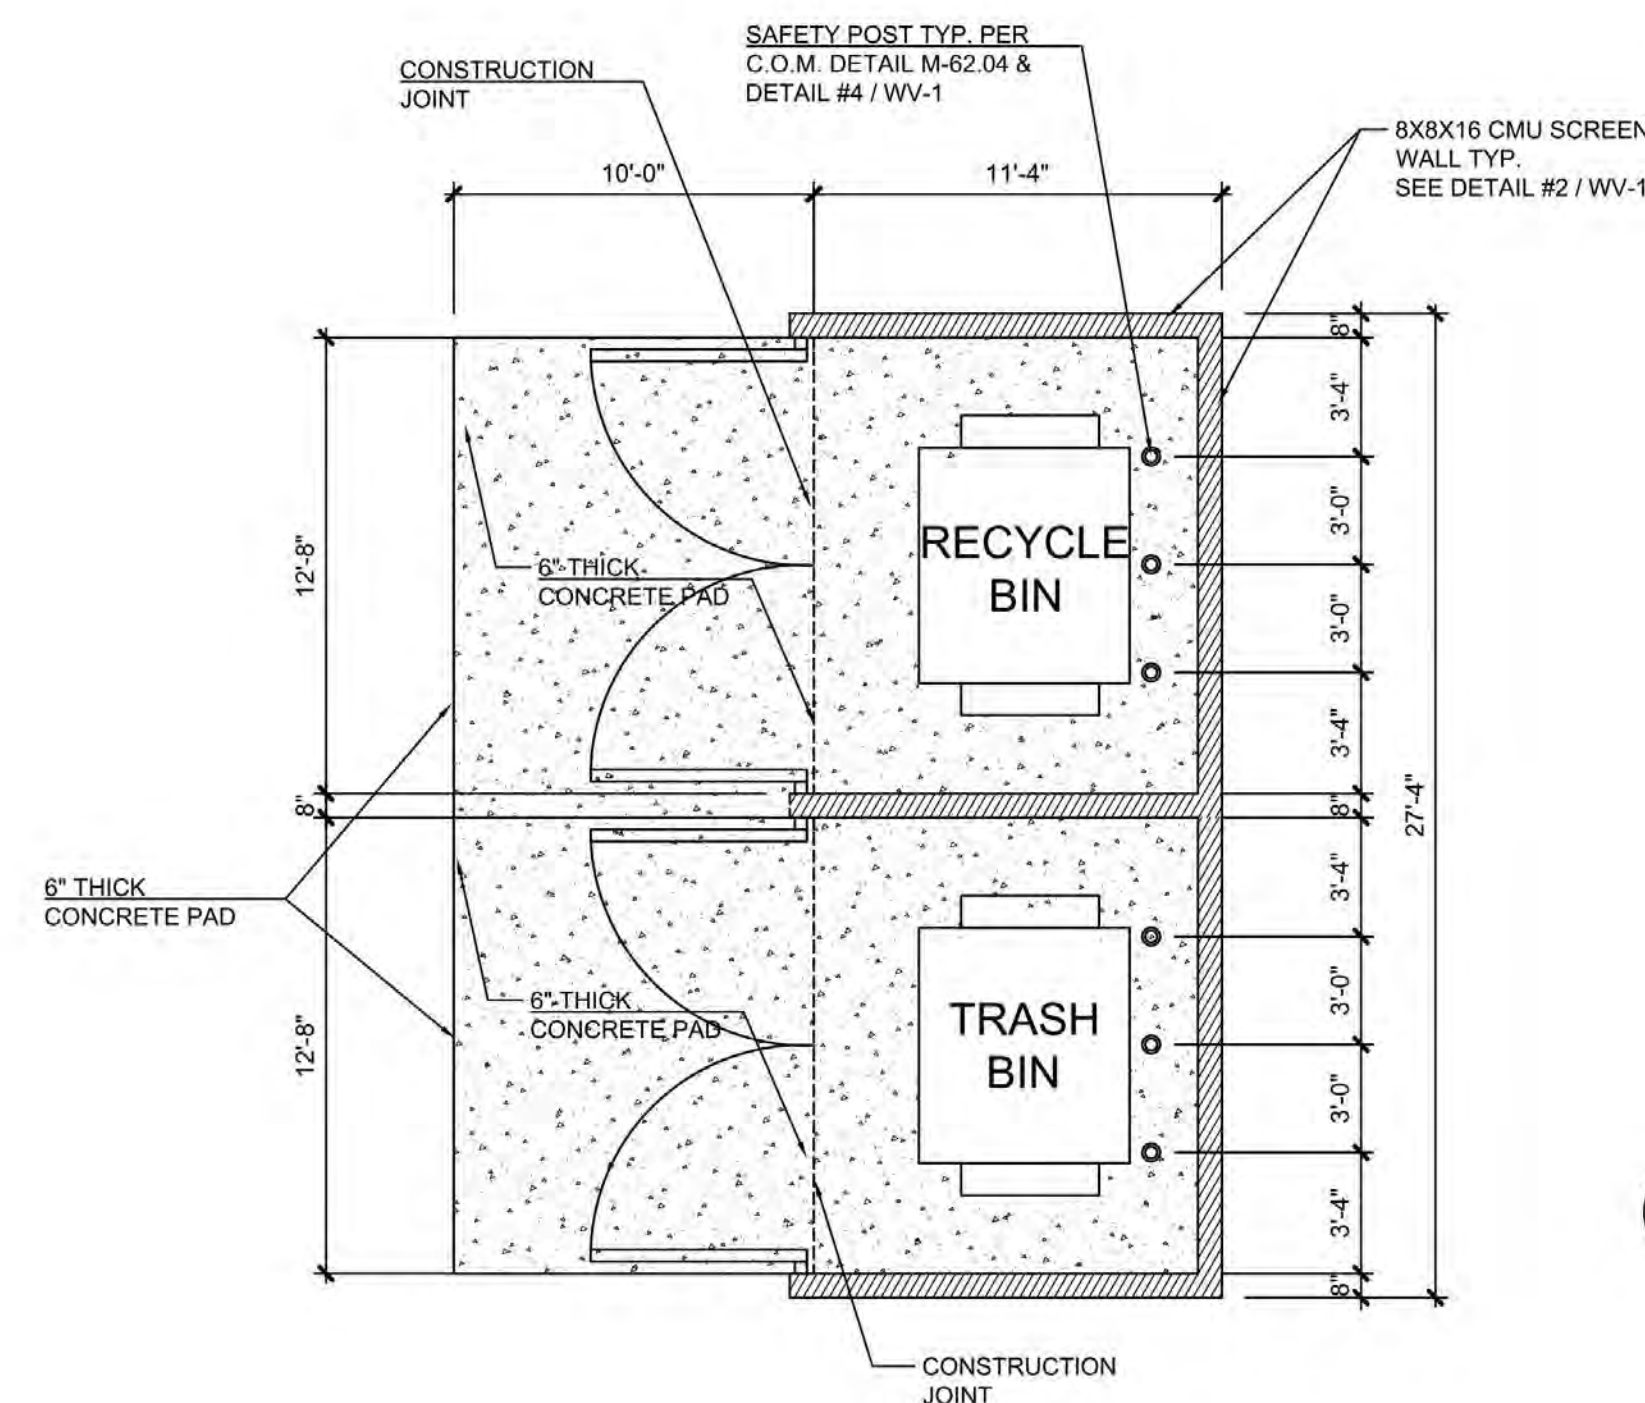 SAFETY POST TYP. PER
C.O.M. DETAIL M-62.04 &
DETAIL #4 / WV-1
CONSTRUCTION
JOINT
8X8X16 CMU SCREEN
WALL TYP.
SEE DETAIL #2 / WV-1
10'-0"
11'-4"
8"
3'-4"
3'-0"
3'-0"
3'-4"
8"
3'-4"
3'-0"
3'-0"
3'-4"
8"
27'-4"
12'-8"
8"
12'-8"
RECYCLE
BIN
6" THICK
CONCRETE PAD
6" THICK
CONCRETE PAD
6" THICK
CONCRETE PAD
TRASH
BIN
CONSTRUCTION
JOINT